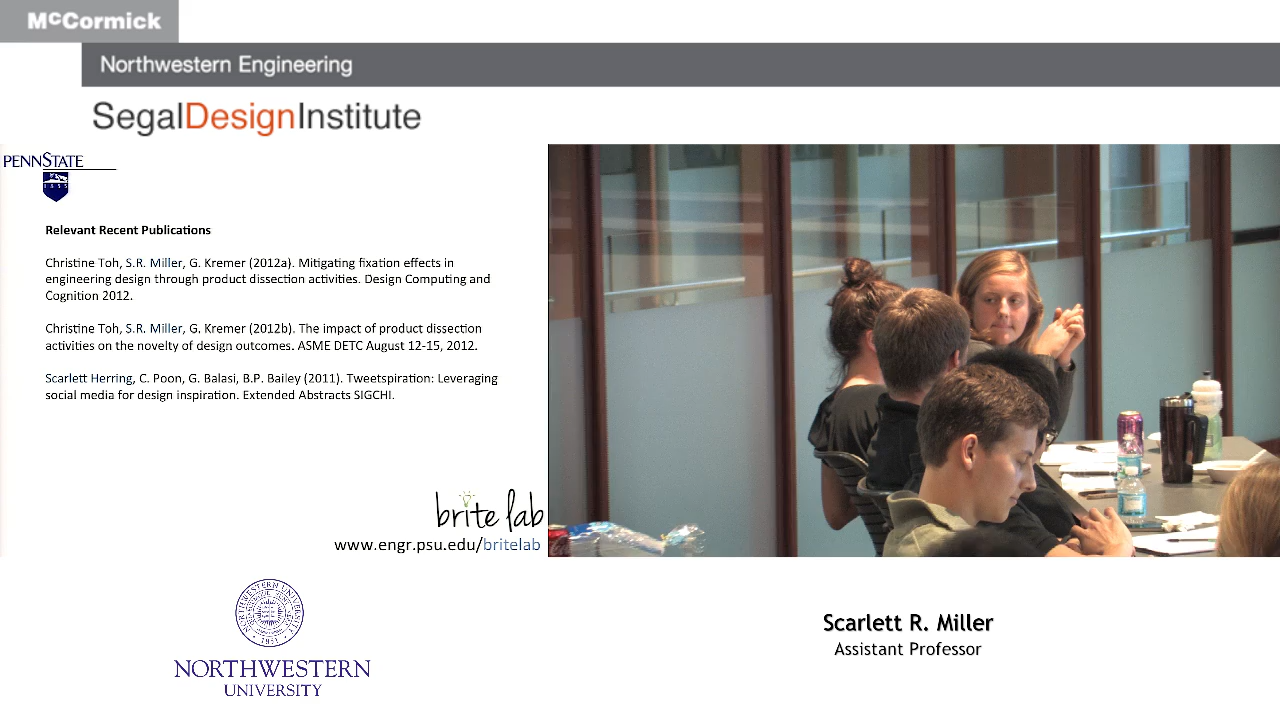 McCormick
Northwestern Engineering
SegalDesignInstitute
PENNSTATE
1855
Relevant Recent Publications
Christine Toh, S.R. Miller, G. Kremer (2012a). Mitigating fixation effects in
engineering design through product dissection activities. Design Computing and
Cognition 2012.
Christine Toh, S.R. Miller, G. Kremer (2012b). The impact of product dissection
activities on the novelty of design outcomes. ASME DETC August 12-15, 2012.
Scarlett Herring, C. Poon, G. Balasi, B.P. Bailey (2011). Tweetspiration: Leveraging
social media for design inspiration. Extended Abstracts SIGCHI.
brite lab
www.engr.psu.edu/britelab
NORTHWESTERN UNIVERSITY
1851
NORTHWESTERN
UNIVERSITY
Scarlett R. Miller
Assistant Professor